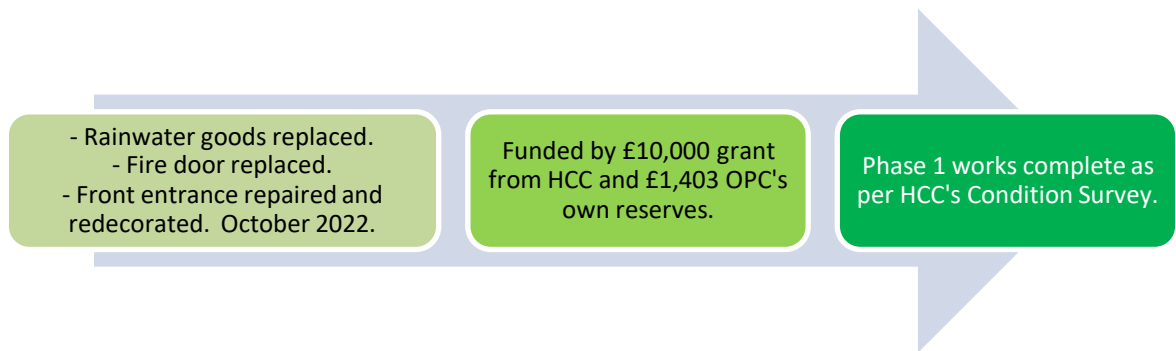 - Rainwater goods replaced.
- Fire door replaced.
- Front entrance repaired and
redecorated.  October 2022.
Funded by £10,000 grant
from HCC and £1,403 OPC's
own reserves.
Phase 1 works complete as
per HCC's Condition Survey.